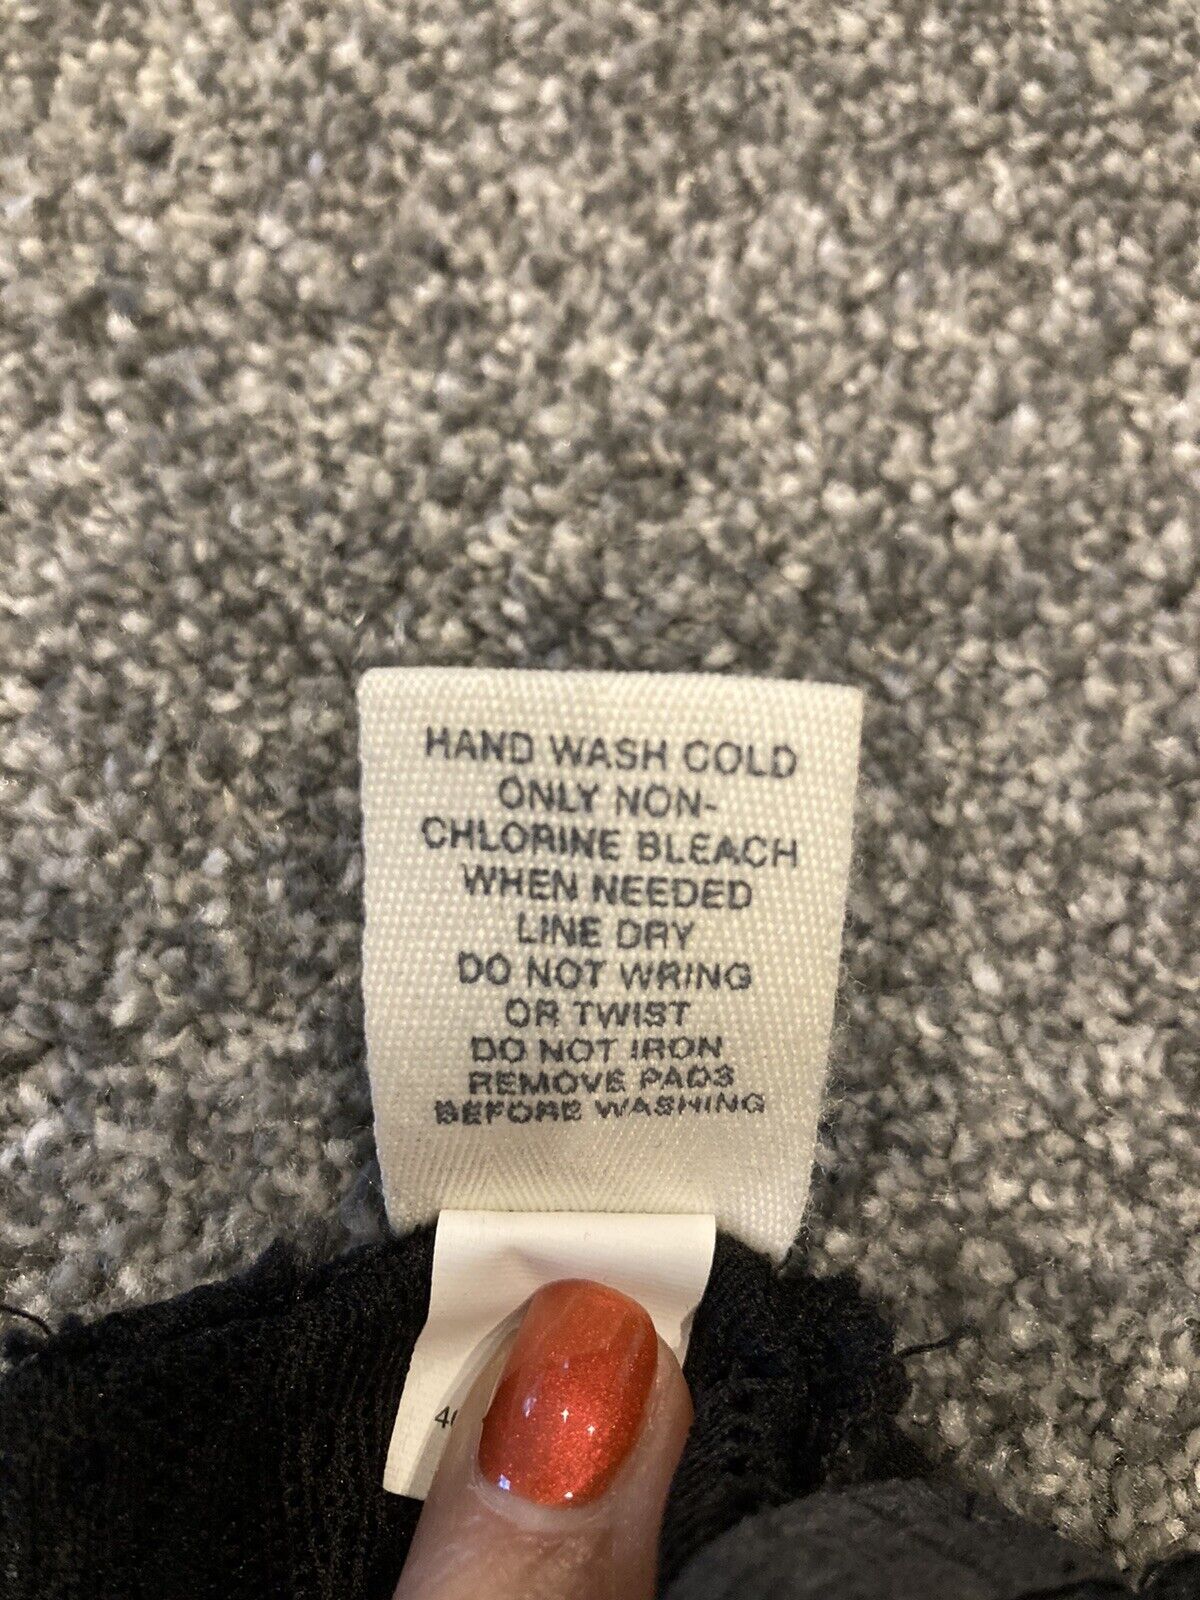 HAND WASH COLD
ONLY NON-
CHLORINE BLEACH
WHEN NEEDED
LINE DRY
DO NOT WRING
OR TWIST
DO NOT IRON
REMOVE PADS
BEFORE WASHING